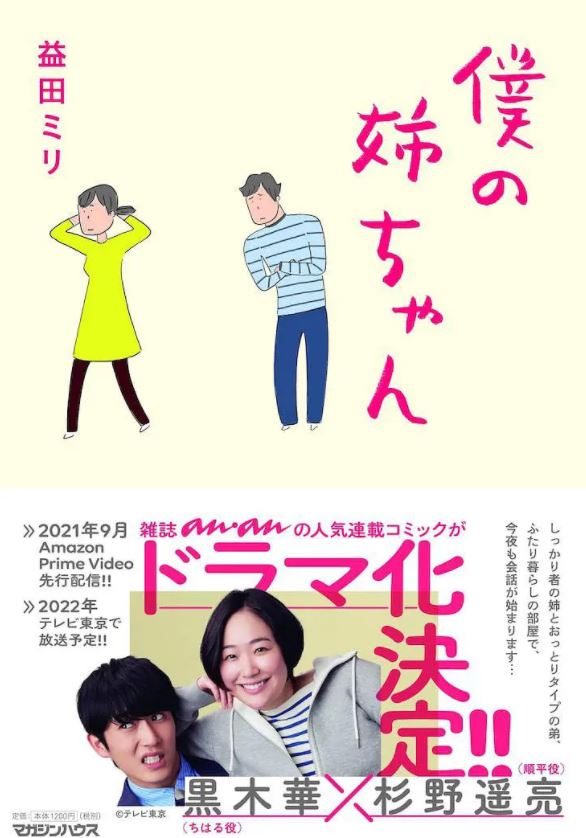 僕の
姉ちゃん
益田ミリ
しっかり者の姉とおっとりタイプの弟、
ふたり暮らしの部屋で、
今夜も会話が始まります…
雑誌an·anの人気連載コミックが
ドラマ化
決定!!
»2021年9月
Amazon
Prime Video
先行配信!!
»2022年
テレビ東京で
放送予定!!
黒木華×杉野遥亮
(ちはる役)
(順平役)
©テレビ東京
定価:本体1200円(税別)
マガジンハウス